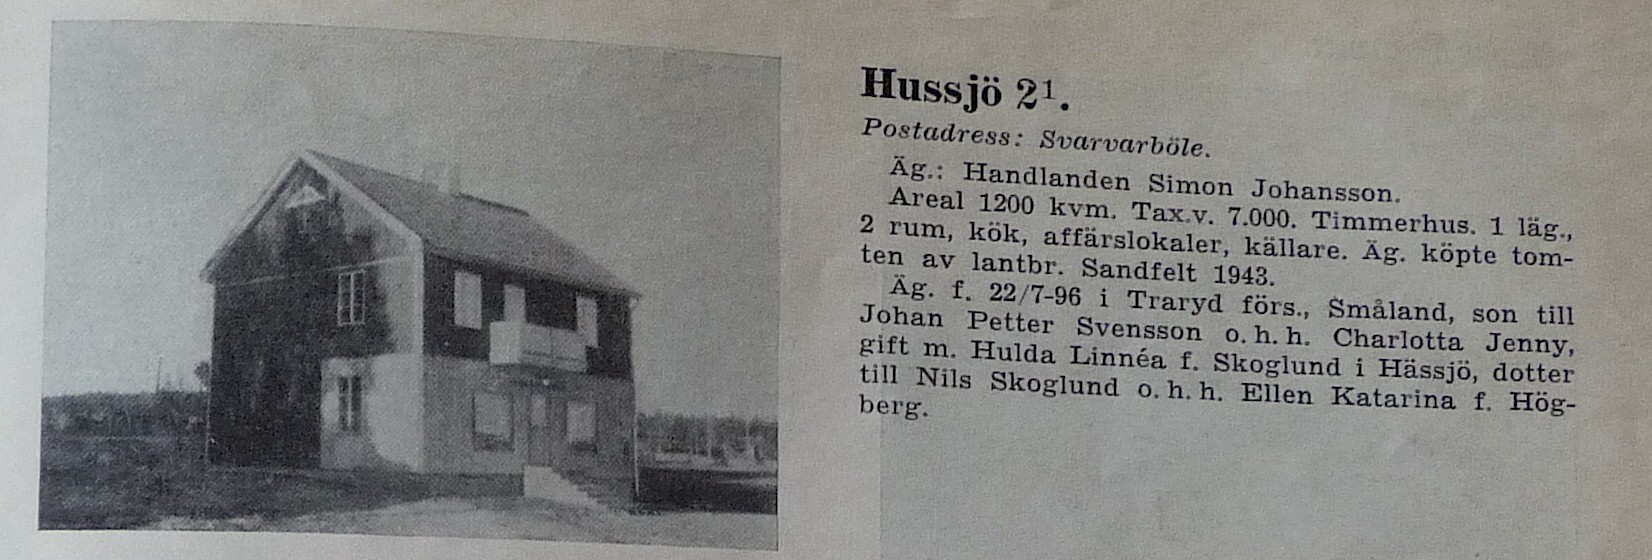 Hussjö 2¹.
Postadress: Svarvarböle.
Äg.: Handlanden Simon Johansson.
Areal 1200 kvm. Tax.v. 7.000. Timmerhus. 1 läg.,
2 rum, kök, affärslokaler, källare. Äg. köpte tom-
ten av lantbr. Sandfelt 1943.
Äg. f. 22/7-96 i Traryd förs., Småland, son till
Johan Petter Svensson o. h. h. Charlotta Jenny,
gift m. Hulda Linnéa f. Skoglund i Hässjö, dotter
till Nils Skoglund o. h. h. Ellen Katarina f. Hög-
berg.